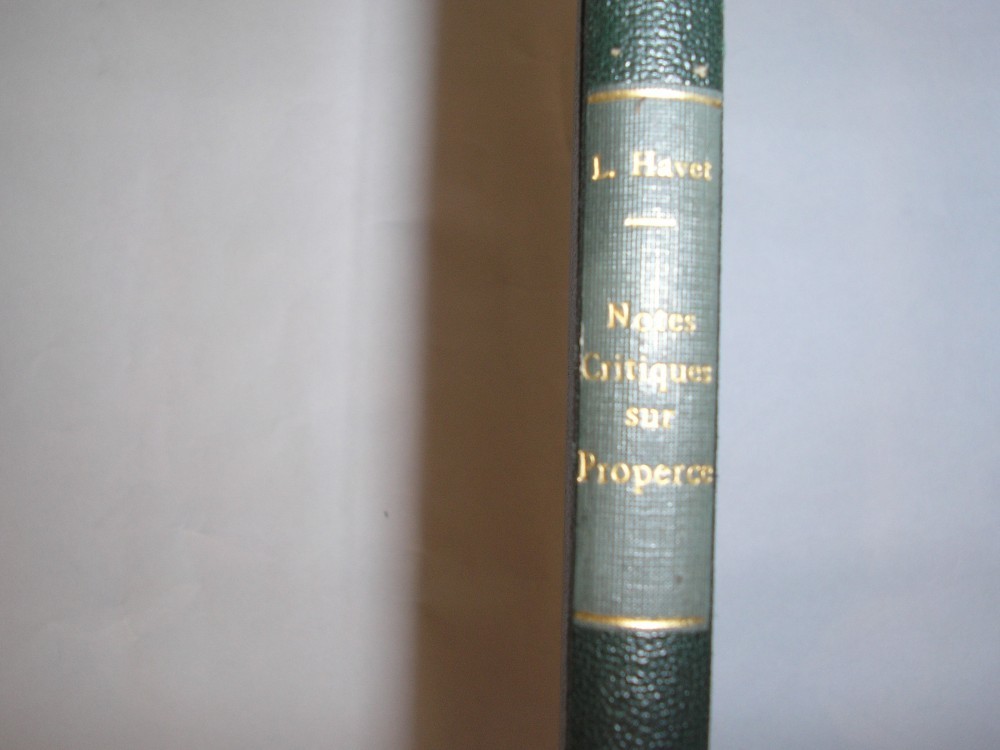 L. Havet
Notes
Critiques
sur
Properce